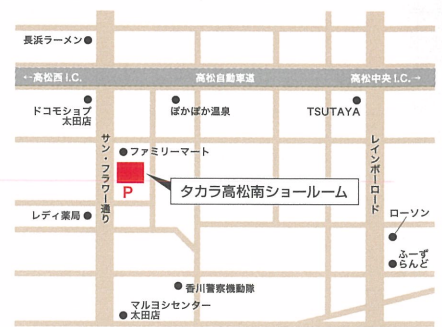 長浜ラーメン
←高松西I.C.
高松自動車道
高松中央I.C.→
ドコモショップ
太田店
ぽかぽか温泉
TSUTAYA
サン・フラワー通り
ファミリーマート
レインボーロード
P
タカラ高松南ショールーム
レディ薬局
ローソン
ふーず
らんど
香川警察機動隊
マルヨシセンター
太田店